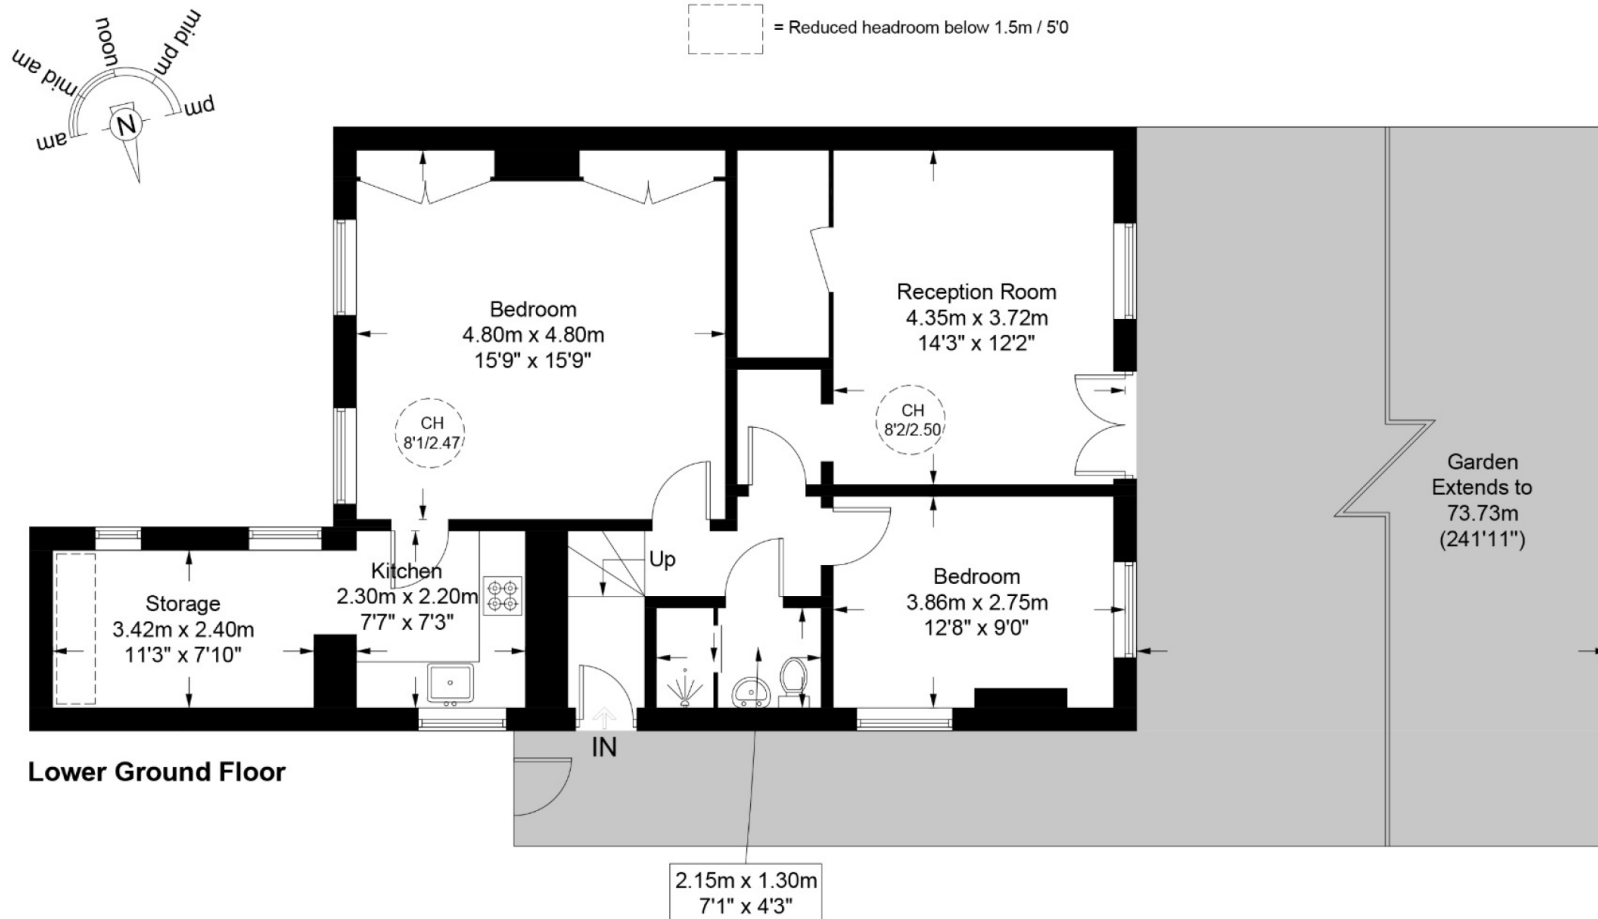 = Reduced headroom below 1.5m / 5'0
am
mid am
noon
mid pm
pm
N
Bedroom
4.80m x 4.80m
15'9" x 15'9"
CH
8'1/2.47
Reception Room
4.35m x 3.72m
14'3" x 12'2"
CH
8'2/2.50
Garden
Extends to
73.73m
(241'11")
Storage
3.42m x 2.40m
11'3" x 7'10"
Kitchen
2.30m x 2.20m
7'7" x 7'3"
Up
Bedroom
3.86m x 2.75m
12'8" x 9'0"
IN
Lower Ground Floor
2.15m x 1.30m
7'1" x 4'3"